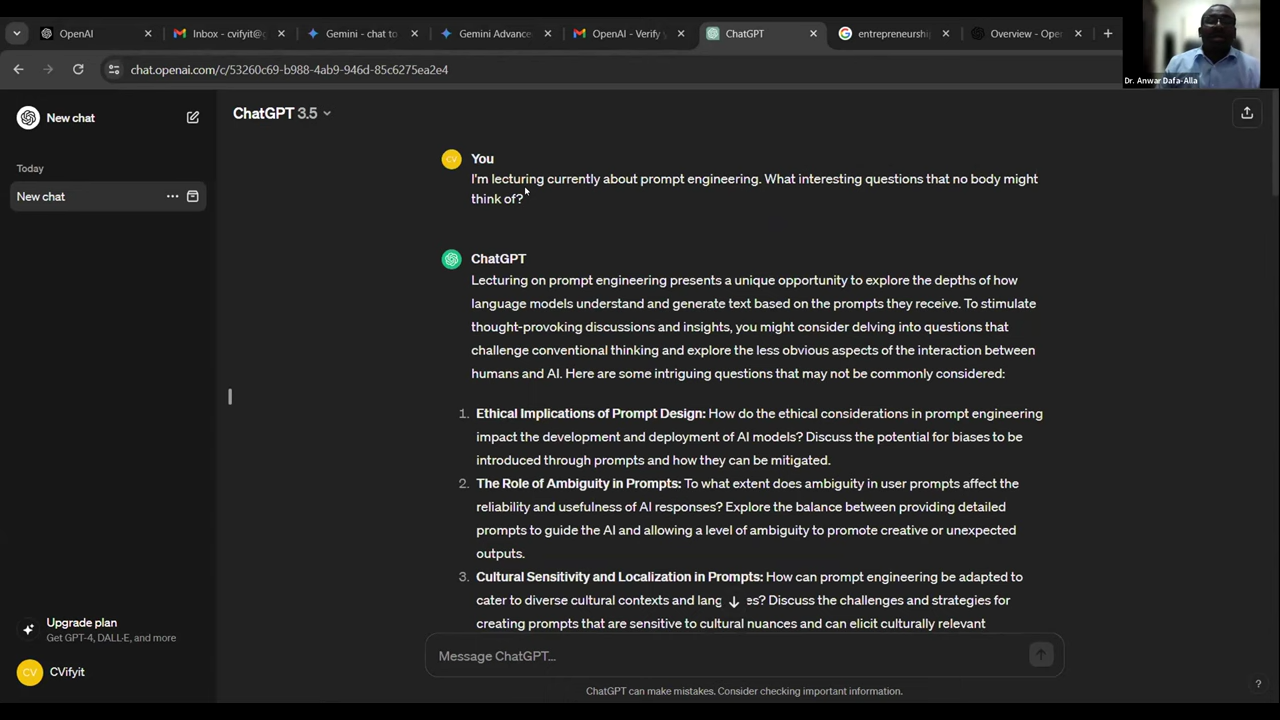 OpenAI
Inbox - cvifyit@g
Gemini - chat to
Gemini Advance
OpenAI - Verify y
ChatGPT
entrepreneurship
Overview - Open
chat.openai.com/c/53260c69-b988-4ab9-946d-85c6275ea2e4
Dr. Anwar Dafa-Alla
New chat
ChatGPT 3.5
Today
New chat
CV
You
I'm lecturing currently about prompt engineering. What interesting questions that no body might
think of?
ChatGPT
Lecturing on prompt engineering presents a unique opportunity to explore the depths of how
language models understand and generate text based on the prompts they receive. To stimulate
thought-provoking discussions and insights, you might consider delving into questions that
challenge conventional thinking and explore the less obvious aspects of the interaction between
humans and AI. Here are some intriguing questions that may not be commonly considered:
1. Ethical Implications of Prompt Design: How do the ethical considerations in prompt engineering
impact the development and deployment of AI models? Discuss the potential for biases to be
introduced through prompts and how they can be mitigated.
2. The Role of Ambiguity in Prompts: To what extent does ambiguity in user prompts affect the
reliability and usefulness of AI responses? Explore the balance between providing detailed
prompts to guide the AI and allowing a level of ambiguity to promote creative or unexpected
outputs.
3. Cultural Sensitivity and Localization in Prompts: How can prompt engineering be adapted to
cater to diverse cultural contexts and lang es? Discuss the challenges and strategies for
creating prompts that are sensitive to cultural nuances and can elicit culturally relevant
Upgrade plan
Get GPT-4, DALL·E, and more
CV
CVifyit
Message ChatGPT...
ChatGPT can make mistakes. Consider checking important information.
?